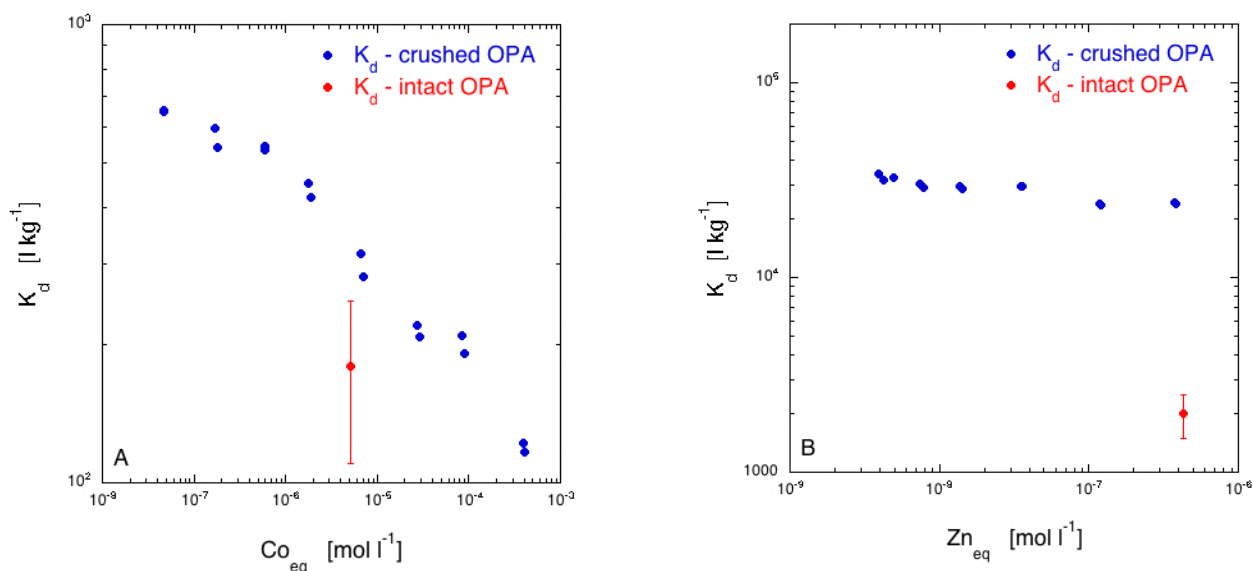 10³
K_d - crushed OPA
K_d - intact OPA
K_d [l kg⁻¹]
A
10²
10⁻⁹ 10⁻⁷ 10⁻⁶ 10⁻⁵ 10⁻⁴ 10⁻³
Co_eq [mol l⁻¹]
K_d - crushed OPA
K_d - intact OPA
10⁵
K_d [l kg⁻¹]
10⁴
B
1000
10⁻⁹ 10⁻⁹ 10⁻⁷ 10⁻⁶
Zn_eq [mol l⁻¹]